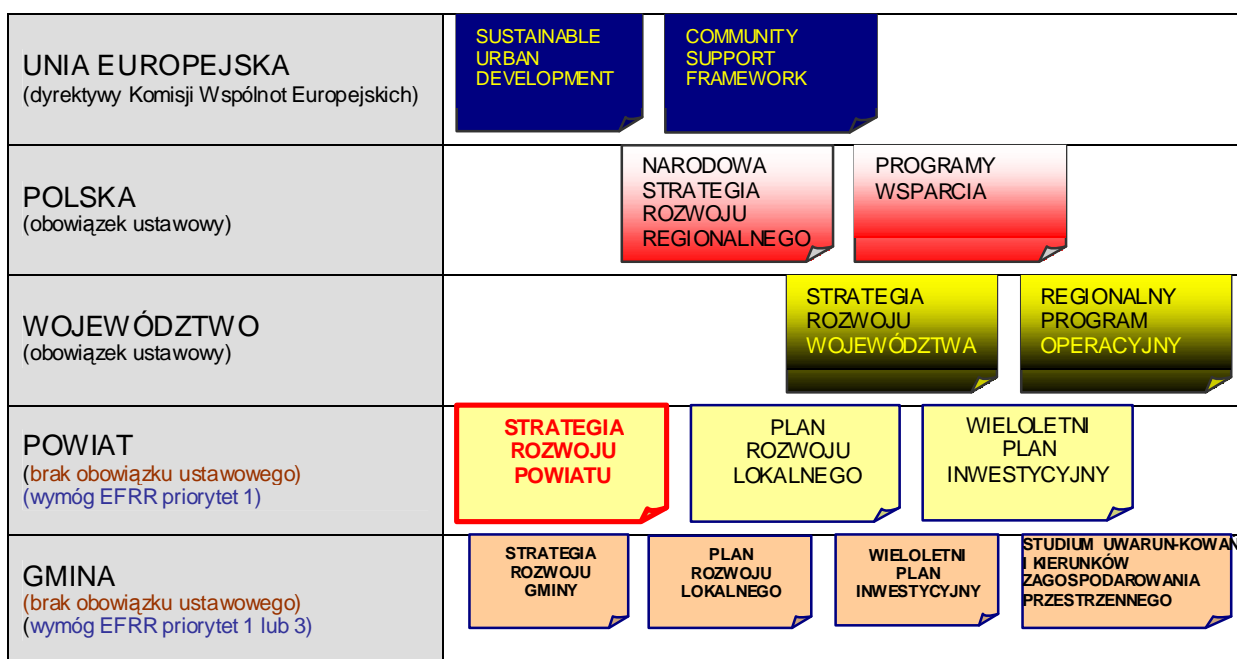 UNIA EUROPEJSKA
(dyrektywy Komisji Wspólnot Europejskich)
SUSTAINABLE
URBAN
DEVELOPMENT
COMMUNITY
SUPPORT
FRAMEWORK
POLSKA
(obowiązek ustawowy)
NARODOWA
STRATEGIA
ROZWOJU
REGIONALNEGO
PROGRAMY
WSPARCIA
WOJEWÓDZTWO
(obowiązek ustawowy)
STRATEGIA
ROZWOJU
WOJEWÓDZTWA
REGIONALNY
PROGRAM
OPERACYJNY
POWIAT
(brak obowiązku ustawowego)
(wymóg EFRR priorytet 1)
STRATEGIA
ROZWOJU
POWIATU
PLAN
ROZWOJU
LOKALNEGO
WIELOLETNI
PLAN
INWESTYCYJNY
GMINA
(brak obowiązku ustawowego)
(wymóg EFRR priorytet 1 lub 3)
STRATEGIA
ROZWOJU
GMINY
PLAN
ROZWOJU
LOKALNEGO
WIELOLETNI
PLAN
INWESTYCYJNY
STUDIUM UWARUN-KOWAŃ
I KIERUNKÓW
ZAGOSPODAROWANIA
PRZESTRZENNEGO